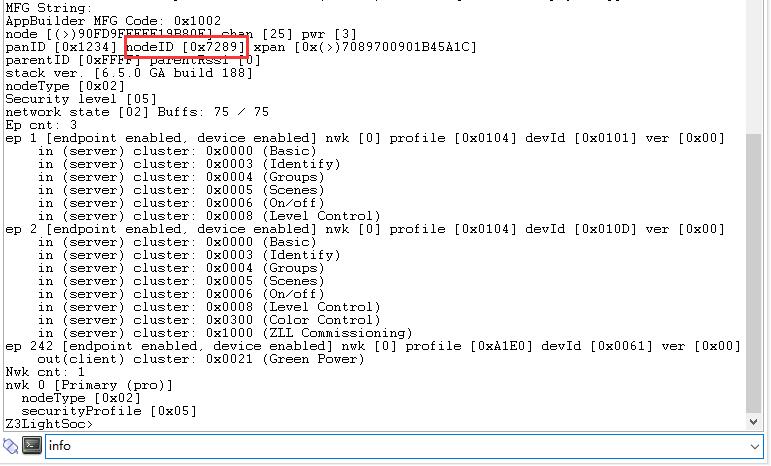 MFG String:
AppBuilder MFG Code: 0x1002
node [(>)90FD9FFFFE19B80E] chan [25] pwr [3]
panID [0x1234] nodeID [0x7289] xpan [0x(>)7089700901B45A1C]
parentID [0xFFFF] parentRssi [0]
stack ver. [6.5.0 GA build 188]
nodeType [0x02]
Security level [05]
network state [02] Buffs: 75 / 75
Ep cnt: 3
ep 1 [endpoint enabled, device enabled] nwk [0] profile [0x0104] devId [0x0101] ver [0x00]
in (server) cluster: 0x0000 (Basic)
in (server) cluster: 0x0003 (Identify)
in (server) cluster: 0x0004 (Groups)
in (server) cluster: 0x0005 (Scenes)
in (server) cluster: 0x0006 (On/off)
in (server) cluster: 0x0008 (Level Control)
ep 2 [endpoint enabled, device enabled] nwk [0] profile [0x0104] devId [0x010D] ver [0x00]
in (server) cluster: 0x0000 (Basic)
in (server) cluster: 0x0003 (Identify)
in (server) cluster: 0x0004 (Groups)
in (server) cluster: 0x0005 (Scenes)
in (server) cluster: 0x0006 (On/off)
in (server) cluster: 0x0008 (Level Control)
in (server) cluster: 0x0300 (Color Control)
in (server) cluster: 0x1000 (ZLL Commissioning)
ep 242 [endpoint enabled, device enabled] nwk [0] profile [0xA1E0] devId [0x0061] ver [0x00]
out(client) cluster: 0x0021 (Green Power)
Nwk cnt: 1
nwk 0 [Primary (pro)]
nodeType [0x02]
securityProfile [0x05]
Z3LightSoc>
info